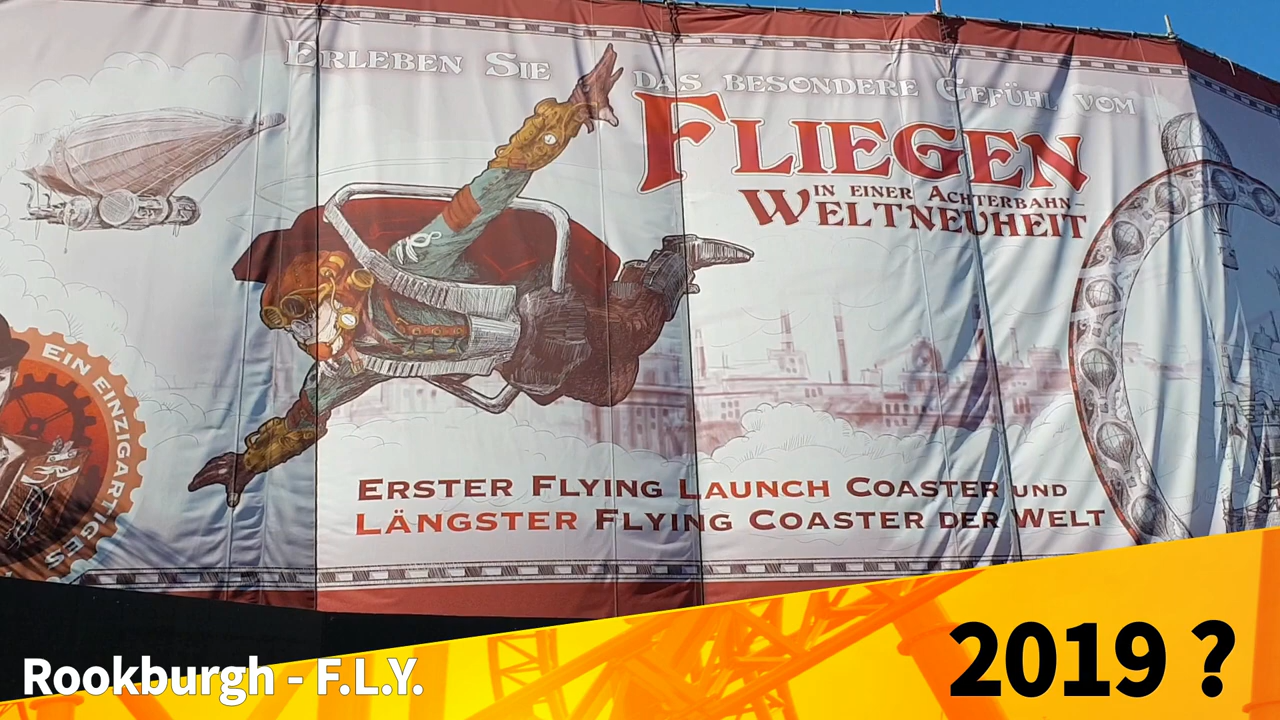 Erleben Sie
das besondere Gefühl vom
Fliegen
in einer Achterbahn-
Weltneuheit
Ein einzigartiges
Erster Flying Launch Coaster und
Längster Flying Coaster der Welt
Rookburgh - F.L.Y.
2019 ?